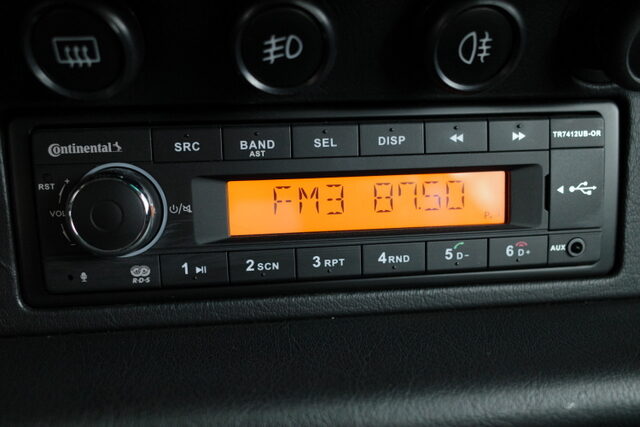 Continental
SRC
BAND
AST
SEL
DISP
TR7412UB-OR
RST
VOL
FM3 87.50
1
2 SCN
3 RPT
4 RND
5 D-
6 D+
AUX
R·D·S